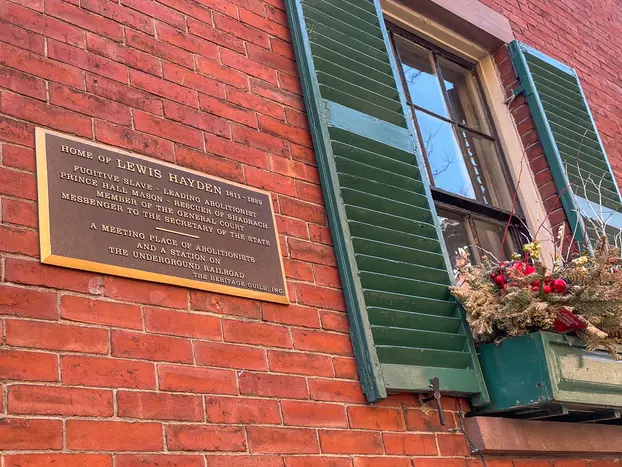 HOME OF LEWIS HAYDEN 1811-1889
FUGITIVE SLAVE - LEADING ABOLITIONIST
PRINCE HALL MASON - RESCUER OF SHADRACH
MEMBER OF THE GENERAL COURT
MESSENGER TO THE SECRETARY OF THE STATE
A MEETING PLACE OF ABOLITIONISTS
AND A STATION ON
THE UNDERGROUND RAILROAD
THE HERITAGE GUILD, INC.